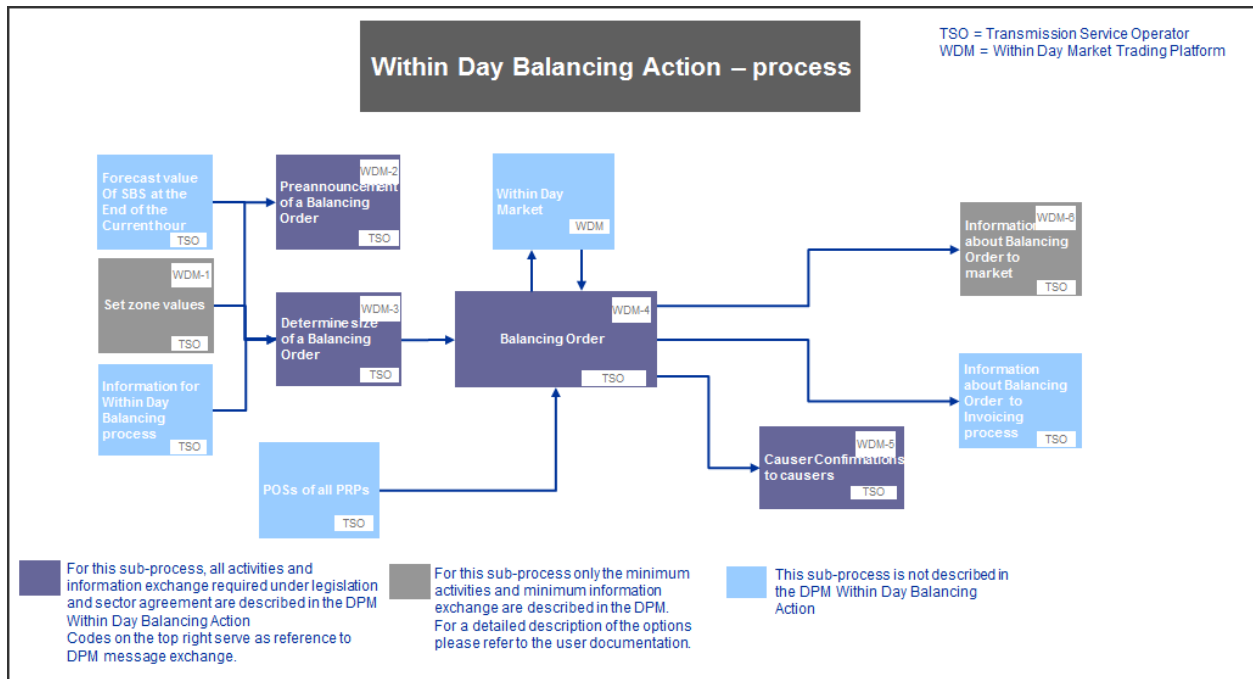 TSO = Transmission Service Operator
WDM = Within Day Market Trading Platform
Within Day Balancing Action – process
Forecast value
Of SBS at the
End of the
Current hour
TSO
WDM-2
Preannouncement
of a Balancing
Order
TSO
Within Day
Market
WDM
WDM-6
Information
about Balancing
Order to
market
TSO
WDM-1
Set zone values
TSO
WDM-3
Determine size
of a Balancing
Order
TSO
WDM-4
Balancing Order
TSO
Information for
Within Day
Balancing
process
TSO
Information
about Balancing
Order to
Invoicing
process
TSO
WDM-5
Causer Confirmations
to causers
TSO
POSs of all PRPs
TSO
For this sub-process, all activities and
information exchange required under legislation
and sector agreement are described in the DPM
Within Day Balancing Action
Codes on the top right serve as reference to
DPM message exchange.
For this sub-process only the minimum
activities and minimum information
exchange are described in the DPM.
For a detailed description of the options
please refer to the user documentation.
This sub-process is not described in
the DPM Within Day Balancing
Action